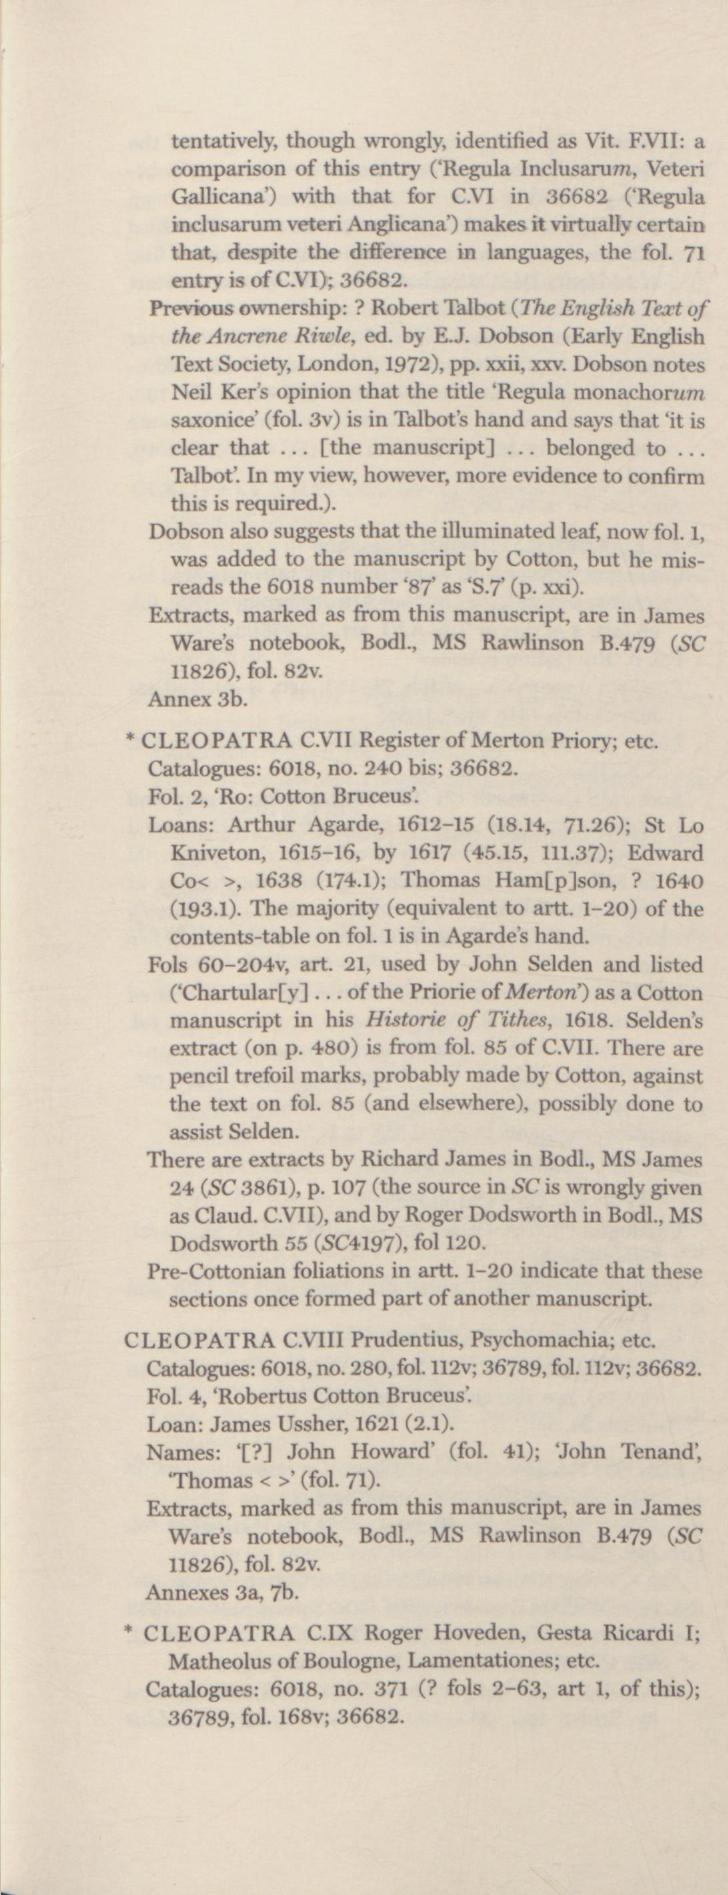 tentatively, though wrongly, identified as Vit. F.VII: a
comparison of this entry (‘Regula Inclusarum, Veteri
Gallicana’) with that for C.VI in 36682 (‘Regula
inclusarum veteri Anglicana’) makes it virtually certain
that, despite the difference in languages, the fol. 71
entry is of C.VI); 36682.
Previous ownership: ? Robert Talbot (The English Text of
the Ancrene Riwle, ed. by E.J. Dobson (Early English
Text Society, London, 1972), pp. xxii, xxv. Dobson notes
Neil Ker’s opinion that the title ‘Regula monachorum
saxonice’ (fol. 3v) is in Talbot’s hand and says that ‘it is
clear that ... [the manuscript] ... belonged to ...
Talbot’. In my view, however, more evidence to confirm
this is required.).
Dobson also suggests that the illuminated leaf, now fol. 1,
was added to the manuscript by Cotton, but he mis-
reads the 6018 number ‘87’ as ‘S.7’ (p. xxi).
Extracts, marked as from this manuscript, are in James
Ware’s notebook, Bodl., MS Rawlinson B.479 (SC
11826), fol. 82v.
Annex 3b.
* CLEOPATRA C.VII Register of Merton Priory; etc.
Catalogues: 6018, no. 240 bis; 36682.
Fol. 2, ‘Ro: Cotton Bruceus’.
Loans: Arthur Agarde, 1612–15 (18.14, 71.26); St Lo
Kniveton, 1615–16, by 1617 (45.15, 111.37); Edward
Co< >, 1638 (174.1); Thomas Ham[p]son, ? 1640
(193.1). The majority (equivalent to artt. 1–20) of the
contents-table on fol. 1 is in Agarde’s hand.
Fols 60–204v, art. 21, used by John Selden and listed
(‘Chartular[y] ... of the Priorie of Merton’) as a Cotton
manuscript in his Historie of Tithes, 1618. Selden’s
extract (on p. 480) is from fol. 85 of C.VII. There are
pencil trefoil marks, probably made by Cotton, against
the text on fol. 85 (and elsewhere), possibly done to
assist Selden.
There are extracts by Richard James in Bodl., MS James
24 (SC 3861), p. 107 (the source in SC is wrongly given
as Claud. C.VII), and by Roger Dodsworth in Bodl., MS
Dodsworth 55 (SC4197), fol 120.
Pre-Cottonian foliations in artt. 1–20 indicate that these
sections once formed part of another manuscript.
CLEOPATRA C.VIII Prudentius, Psychomachia; etc.
Catalogues: 6018, no. 280, fol. 112v; 36789, fol. 112v; 36682.
Fol. 4, ‘Robertus Cotton Bruceus’.
Loan: James Ussher, 1621 (2.1).
Names: ‘[?] John Howard’ (fol. 41); ‘John Tenand’,
‘Thomas < >’ (fol. 71).
Extracts, marked as from this manuscript, are in James
Ware’s notebook, Bodl., MS Rawlinson B.479 (SC
11826), fol. 82v.
Annexes 3a, 7b.
* CLEOPATRA C.IX Roger Hoveden, Gesta Ricardi I;
Matheolus of Boulogne, Lamentationes; etc.
Catalogues: 6018, no. 371 (? fols 2–63, art 1, of this);
36789, fol. 168v; 36682.